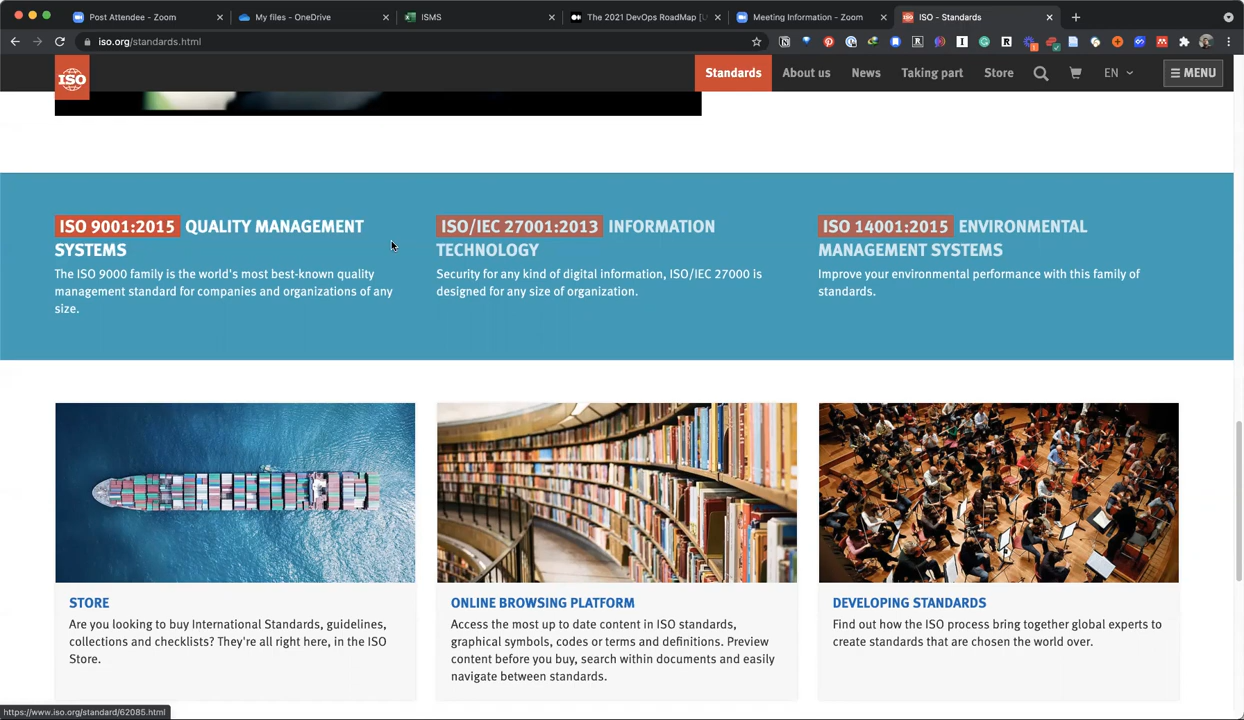 Post Attendee - Zoom
My files - OneDrive
ISMS
The 2021 DevOps RoadMap
Meeting Information - Zoom
ISO - Standards
iso.org/standards.html
ISO
Standards
About us
News
Taking part
Store
EN
MENU
ISO 9001:2015 QUALITY MANAGEMENT
SYSTEMS
The ISO 9000 family is the world's most best-known quality
management standard for companies and organizations of any
size.
ISO/IEC 27001:2013 INFORMATION
TECHNOLOGY
Security for any kind of digital information, ISO/IEC 27000 is
designed for any size of organization.
ISO 14001:2015 ENVIRONMENTAL
MANAGEMENT SYSTEMS
Improve your environmental performance with this family of
standards.
STORE
Are you looking to buy International Standards, guidelines,
collections and checklists? They're all right here, in the ISO
Store.
ONLINE BROWSING PLATFORM
Access the most up to date content in ISO standards,
graphical symbols, codes or terms and definitions. Preview
content before you buy, search within documents and easily
navigate between standards.
DEVELOPING STANDARDS
Find out how the ISO process bring together global experts to
create standards that are chosen the world over.
https://www.iso.org/standard/62085.html